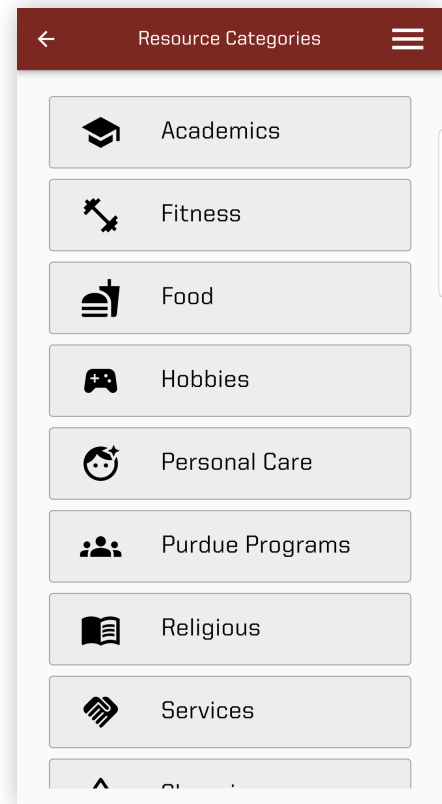 Resource Categories
Academics
Fitness
Food
Hobbies
Personal Care
Purdue Programs
Religious
Services